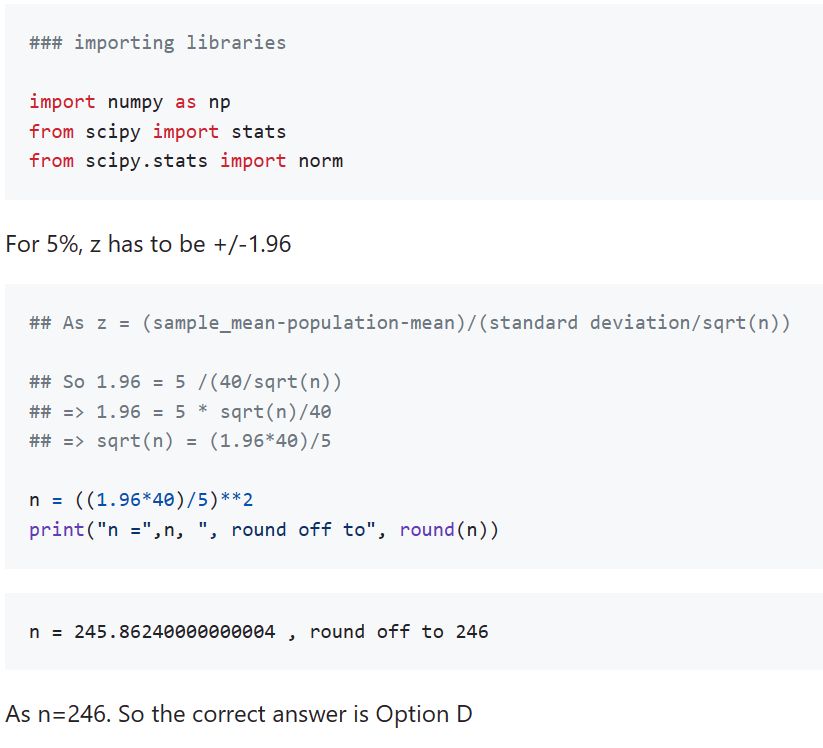 ### importing libraries
import numpy as np
from scipy import stats
from scipy.stats import norm
For 5%, z has to be +/-1.96
## As z = (sample_mean-population-mean)/(standard deviation/sqrt(n))
## So 1.96 = 5 /(40/sqrt(n))
## => 1.96 = 5 * sqrt(n)/40
## => sqrt(n) = (1.96*40)/5
n = ((1.96*40)/5)**2
print("n =",n, ", round off to", round(n))
n = 245.86240000000004 , round off to 246
As n=246. So the correct answer is Option D